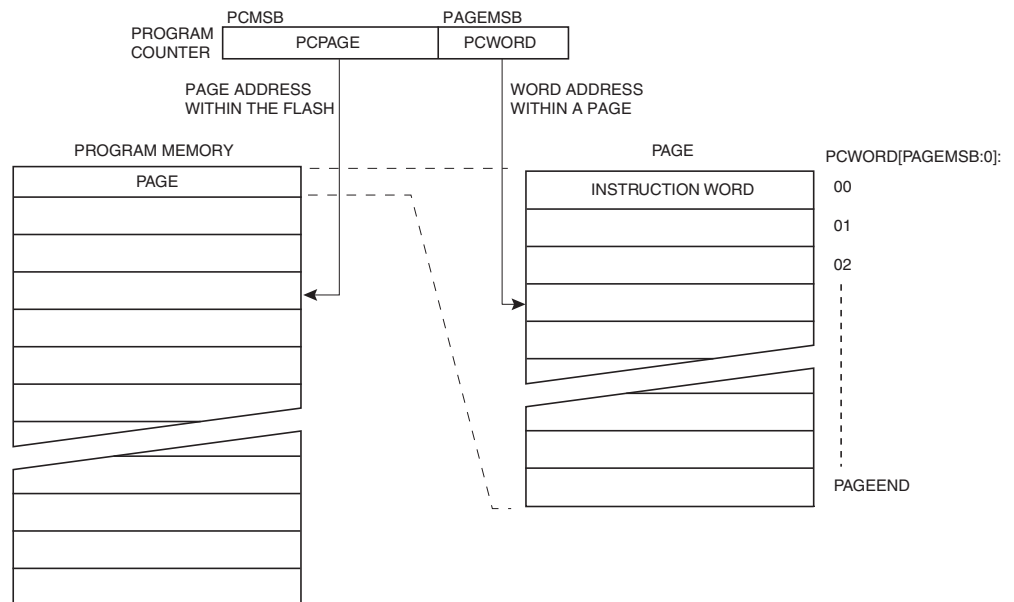 PCMSB PAGEMSB
PROGRAM
COUNTER
PCPAGE PCWORD
PAGE ADDRESS
WITHIN THE FLASH
WORD ADDRESS
WITHIN A PAGE
PROGRAM MEMORY
PAGE
PAGE
INSTRUCTION WORD
PCWORD[PAGEMSB:0]:
00
01
02
PAGEEND